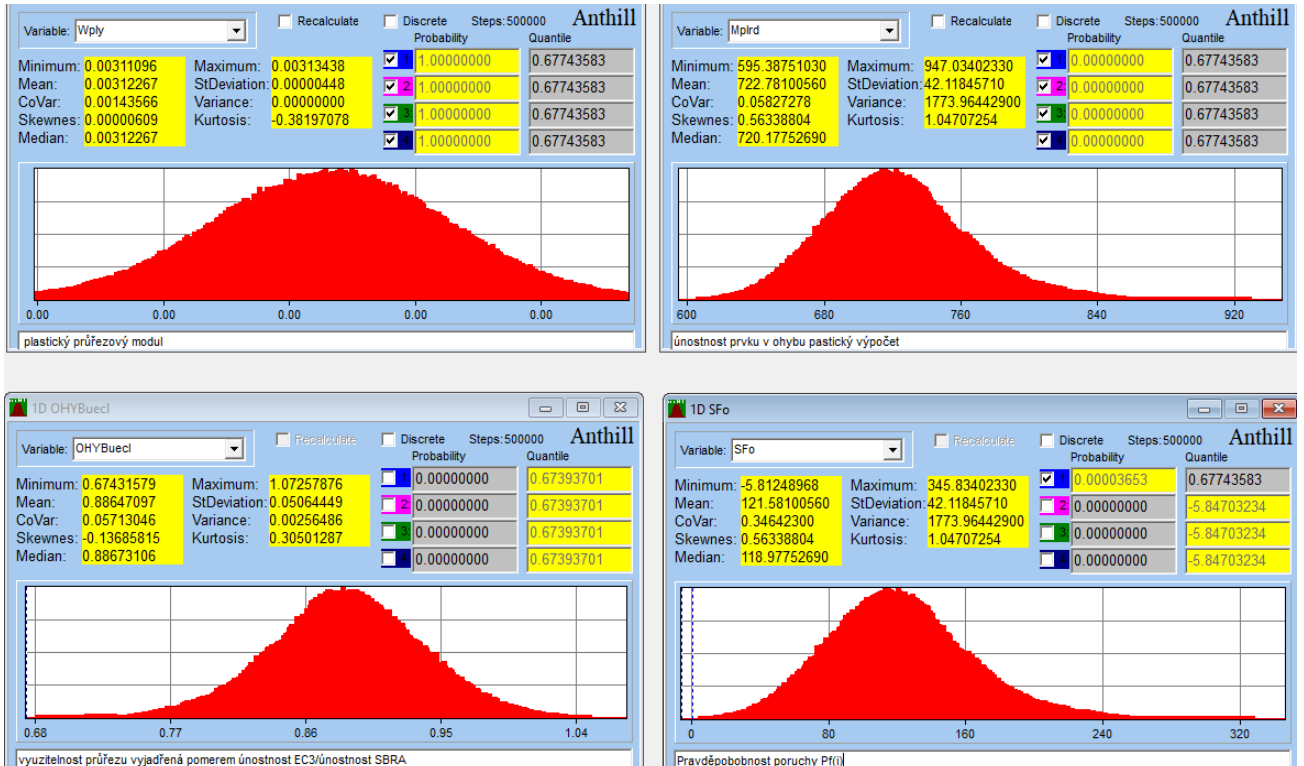 Variable: Wply Recalculate Discrete Steps:500000 Anthill
Probability Quantile
Minimum: 0.00311096 Maximum: 0.00313438 1 1.00000000 0.67743583
Mean: 0.00312267 StDeviation: 0.00000448 2 1.00000000 0.67743583
CoVar: 0.00143566 Variance: 0.00000000 3 1.00000000 0.67743583
Skewnes: 0.00000609 Kurtosis: -0.38197078 1.00000000 0.67743583
Median: 0.00312267
0.00 0.00 0.00 0.00 0.00
plastický průřezový modul
Variable: Mplrd Recalculate Discrete Steps:500000 Anthill
Probability Quantile
Minimum: 595.38751030 Maximum: 947.03402330 0.00000000 0.67743583
Mean: 722.78100560 StDeviation: 42.11845710 2 0.00000000 0.67743583
CoVar: 0.05827278 Variance: 1773.96442900 3 0.00000000 0.67743583
Skewnes: 0.56338804 Kurtosis: 1.04707254 0.00000000 0.67743583
Median: 720.17752690
600 680 760 840 920
únostnost prvku v ohybu pastický výpočet
1D OHYBuecl
Variable: OHYBuecl Recalculate Discrete Steps:500000 Anthill
Probability Quantile
Minimum: 0.67431579 Maximum: 1.07257876 1 0.00000000 0.67393701
Mean: 0.88647097 StDeviation: 0.05064449 2 0.00000000 0.67393701
CoVar: 0.05713046 Variance: 0.00256486 3 0.00000000 0.67393701
Skewnes: -0.13685815 Kurtosis: 0.30501287 0.00000000 0.67393701
Median: 0.88673106
0.68 0.77 0.86 0.95 1.04
vyuzitelnost průřezu vyjadřená pomerem únostnost EC3/únostnost SBRA
1D SFo
Variable: SFo Recalculate Discrete Steps:500000 Anthill
Probability Quantile
Minimum: -5.81248968 Maximum: 345.83402330 1 0.00003653 0.67743583
Mean: 121.58100560 StDeviation: 42.11845710 2 0.00000000 -5.84703234
CoVar: 0.34642300 Variance: 1773.96442900 3 0.00000000 -5.84703234
Skewnes: 0.56338804 Kurtosis: 1.04707254 0.00000000 -5.84703234
Median: 118.97752690
0 80 160 240 320
Pravděpobobnost poruchy Pf(i)